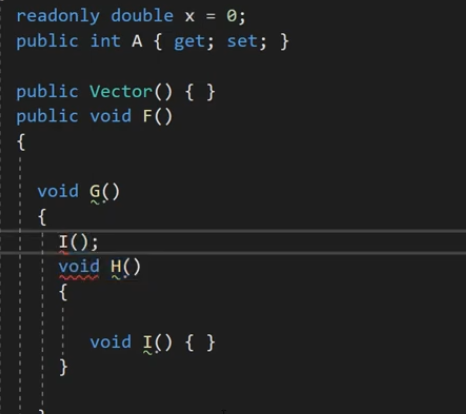 readonly double x = 0;
public int A { get; set; }
public Vector() { }
public void F()
{
void G()
{
I();
void H()
{
void I() { }
}
}